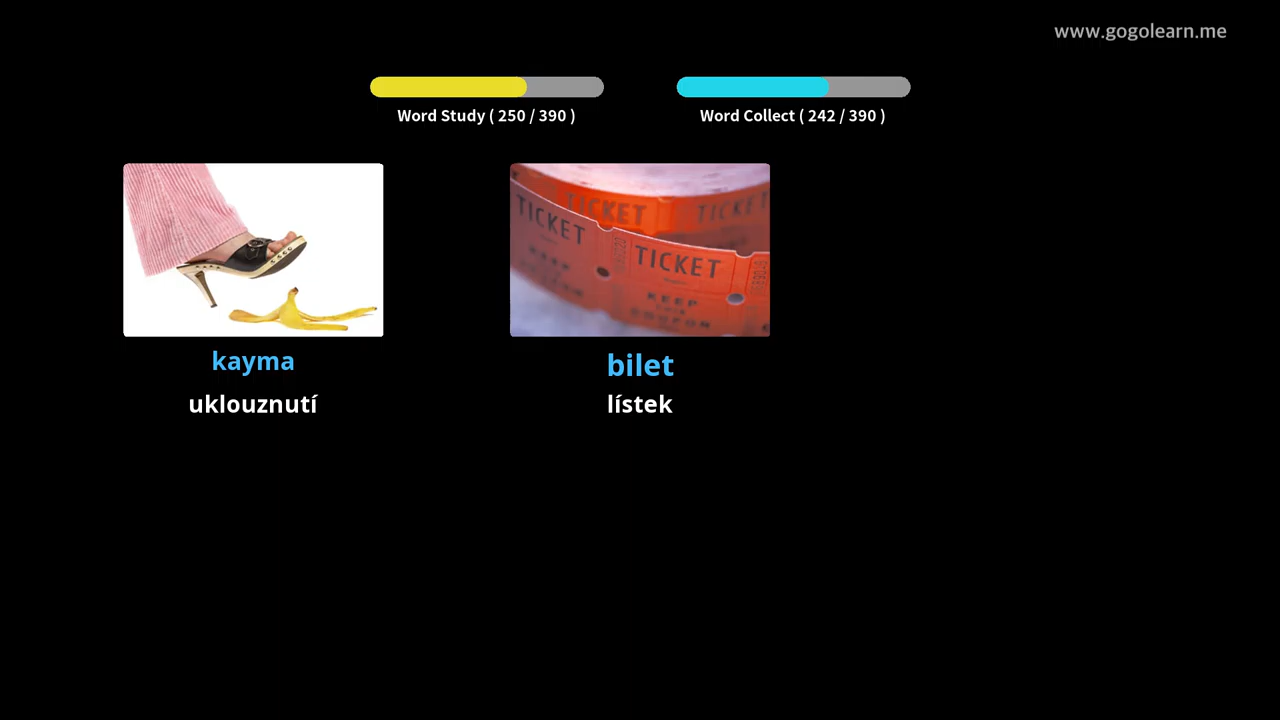 www.gogolearn.me
Word Study ( 250 / 390 )
Word Collect ( 242 / 390 )
TICKET
TICKET
TICKET
TICKET
KEEP
kayma
bilet
uklouznutí
lístek